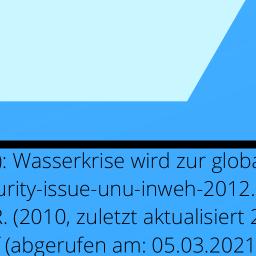 ): Wasserkrise wird zur globa
urity-issue-unu-inweh-2012.
R. (2010, zuletzt aktualisiert 2
f (abgerufen am: 05.03.2021